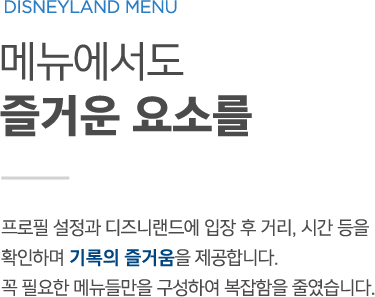 DISNEYLAND MENU
메뉴에서도
즐거운 요소를
프로필 설정과 디즈니랜드에 입장 후 거리, 시간 등을
확인하며 기록의 즐거움을 제공합니다.
꼭 필요한 메뉴들만을 구성하여 복잡함을 줄였습니다.